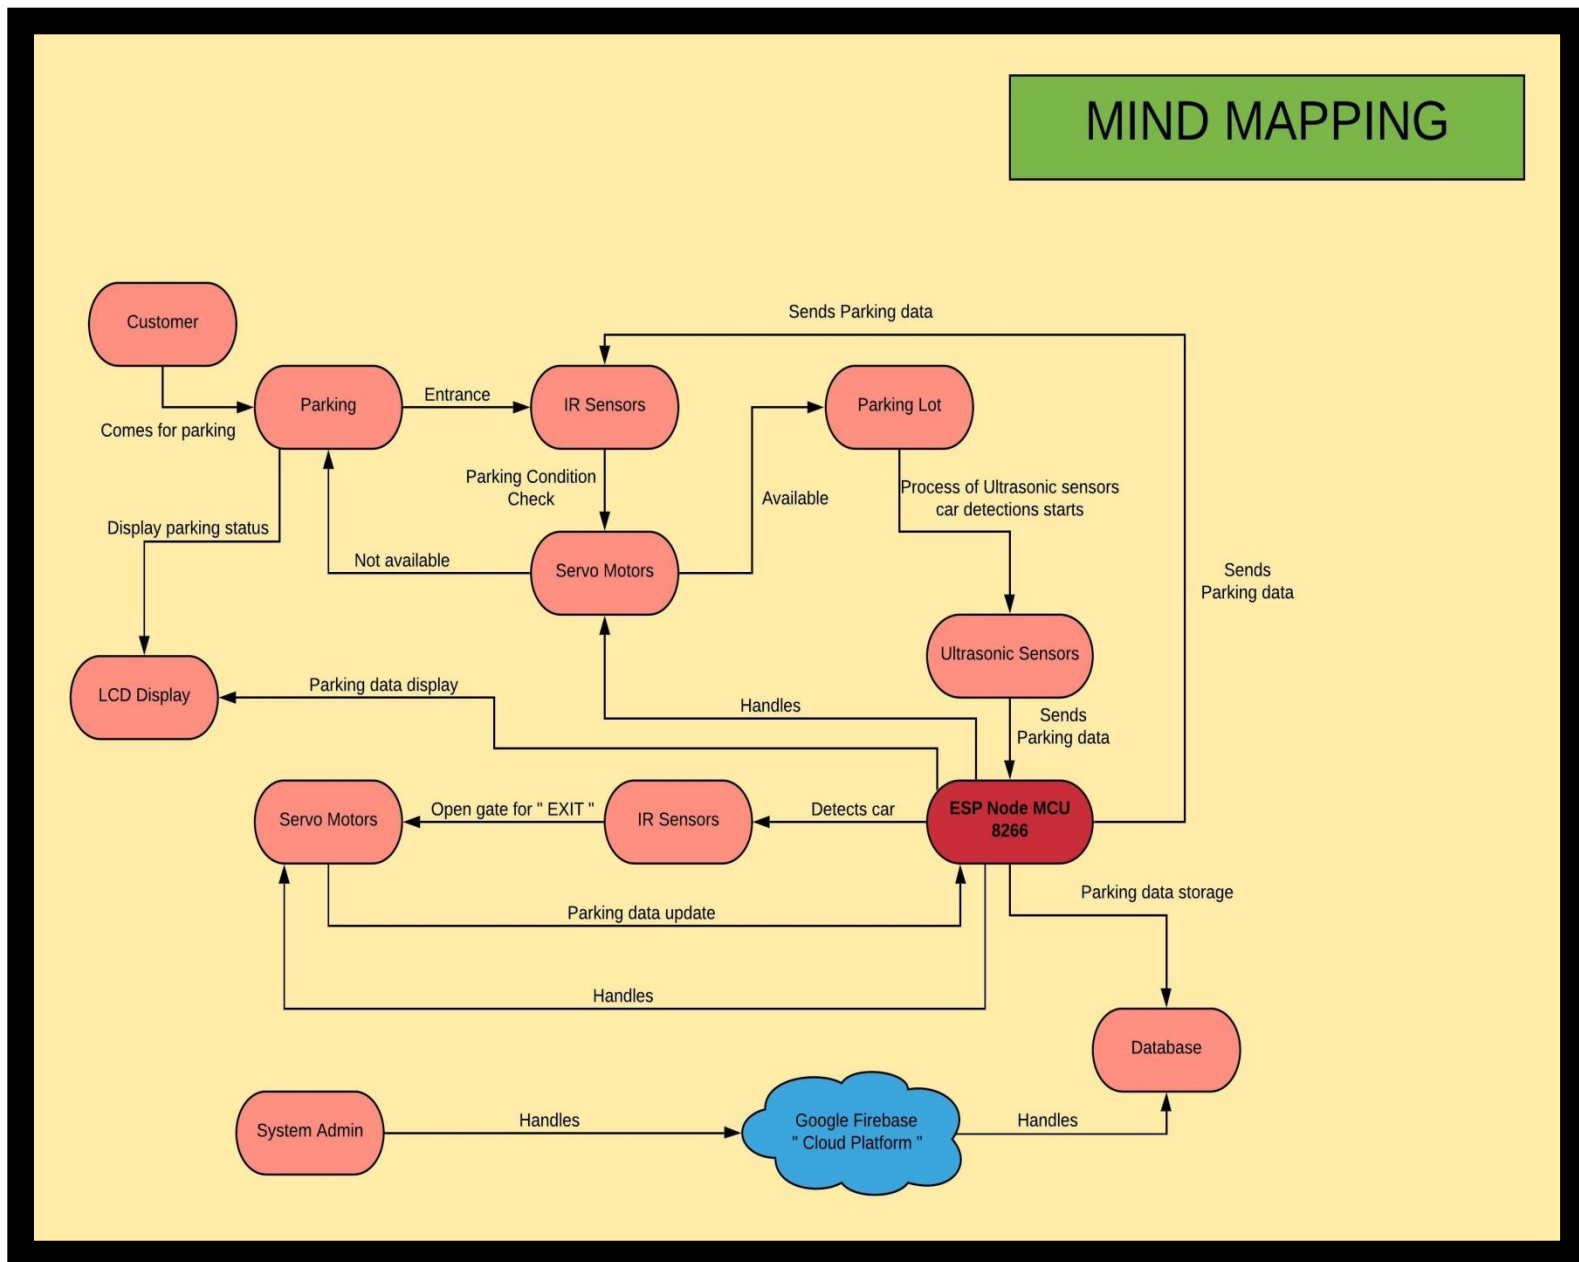 MIND MAPPING
Customer
Sends Parking data
Parking
Entrance
IR Sensors
Parking Lot
Comes for parking
Parking Condition
Check
Available
Process of Ultrasonic sensors
car detections starts
Display parking status
Not available
Servo Motors
Sends
Parking data
Ultrasonic Sensors
LCD Display
Parking data display
Handles
Sends
Parking data
Servo Motors
Open gate for " EXIT "
IR Sensors
Detects car
ESP Node MCU
8266
Parking data storage
Parking data update
Handles
Database
System Admin
Handles
Google Firebase
" Cloud Platform "
Handles